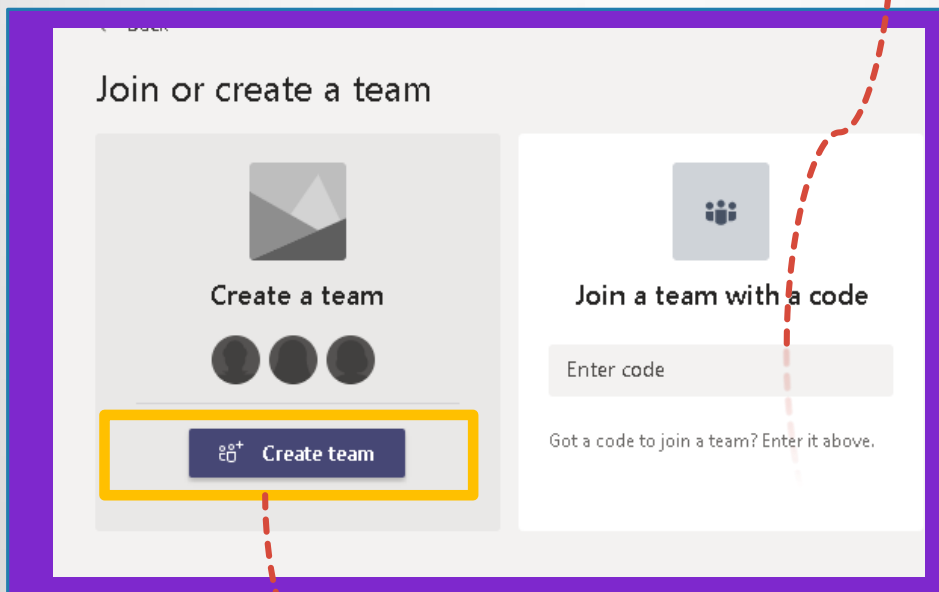 Back
Join or create a team
Create a team
Create team
Join a team with a code
Enter code
Got a code to join a team? Enter it above.